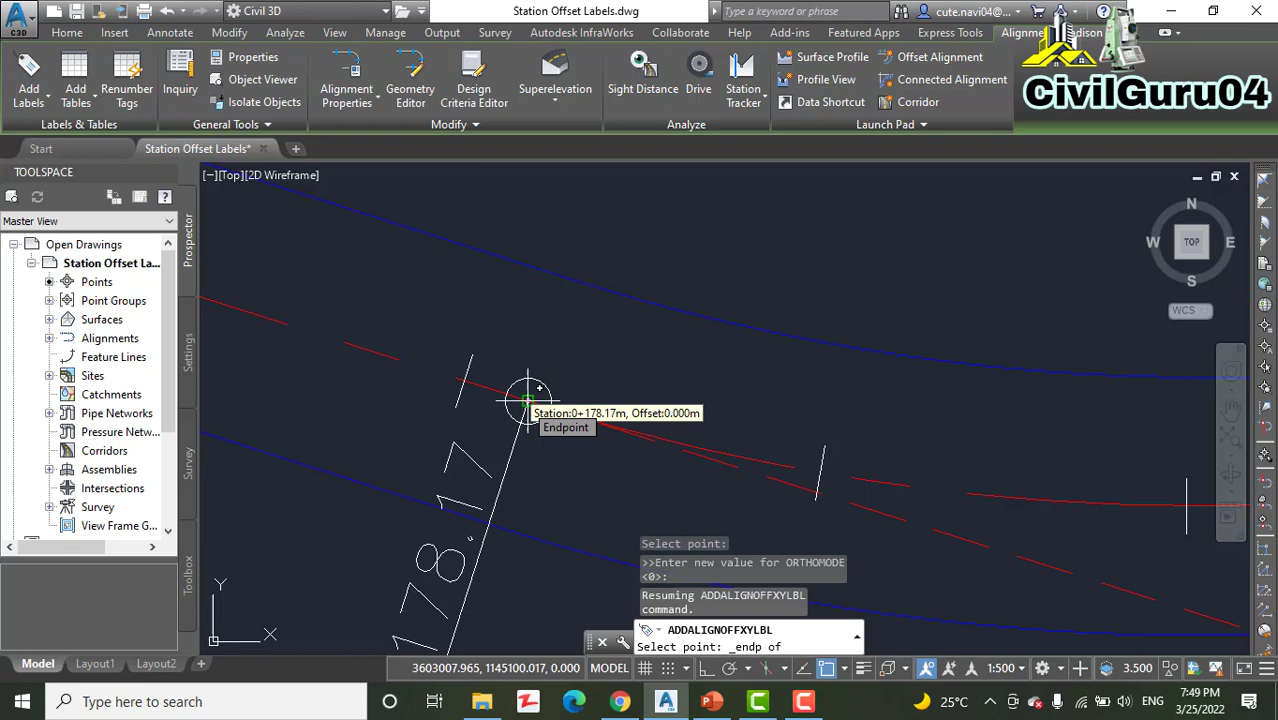 Civil 3D
Station Offset Labels.dwg
Type a keyword or phrase
cute.navi04@...
Home Insert Annotate Modify Analyze View Manage Output Survey Autodesk InfraWorks Collaborate Help Add-ins Featured Apps Express Tools
C3D
Add Labels
Add Tables
Renumber Tags
Labels & Tables
Inquiry
Properties
Object Viewer
Isolate Objects
General Tools
Alignment Properties
Geometry Editor
Design Criteria Editor
Superelevation
Modify
Sight Distance
Drive
Station Tracker
Analyze
Surface Profile
Profile View
Data Shortcut
Offset Alignment
Connected Alignment
Corridor
Launch Pad
CivilGuru04
Start
Station Offset Labels*
TOOLSPACE
[−][Top][2D Wireframe]
Master View
Open Drawings
Station Offset La...
Points
Point Groups
Surfaces
Alignments
Feature Lines
Sites
Catchments
Pipe Networks
Pressure Netw
Corridors
Assemblies
Intersections
Survey
View Frame G...
Prospector
Settings
Survey
Toolbox
N
W TOP E
S
WCS
Station:0+178.17m, Offset:0.000m
Endpoint
178.17
Y
X
Select point:
>>Enter new value for ORTHOMODE
<0>:
Resuming ADDALIGNOFFXYLBL
command.
ADDALIGNOFFXYLBL
Select point: _endp of
Model Layout1 Layout2
3603007.965, 1145100.017, 0.000 MODEL
1:500
3.500
Type here to search
25°C
ENG
7:49 PM
3/25/2022